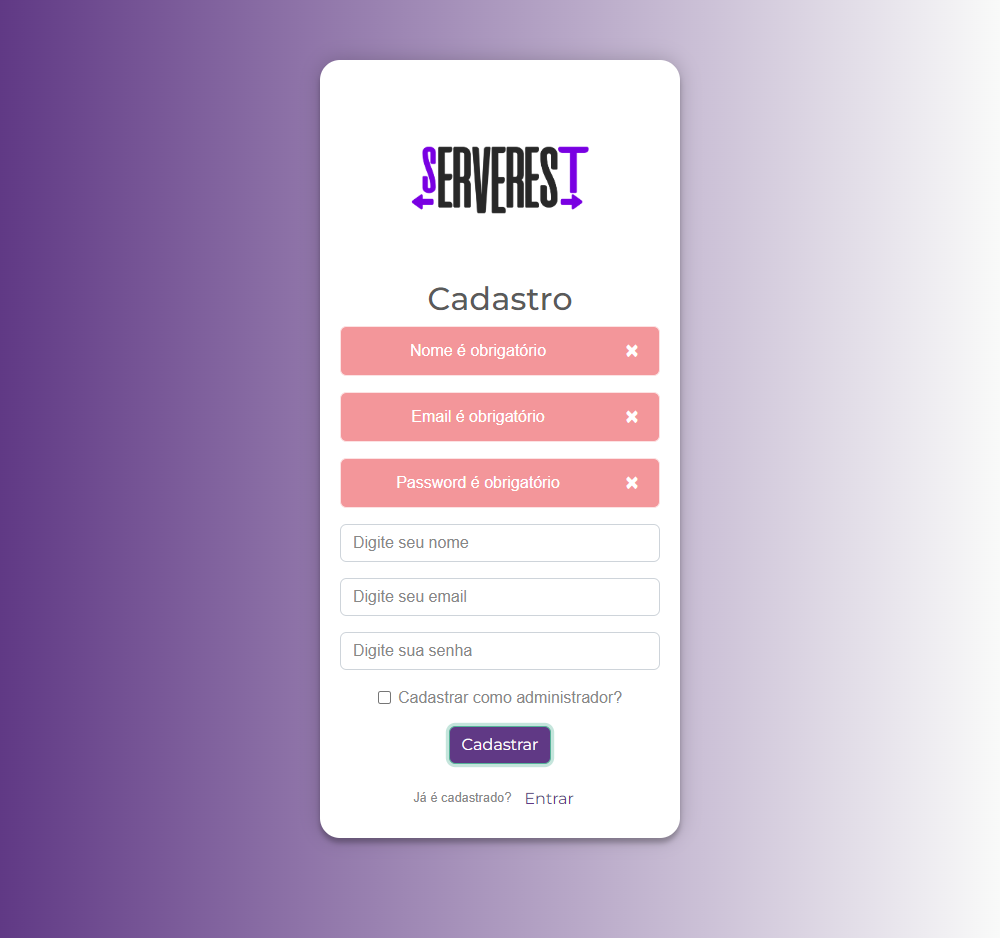 SERVEREST
Cadastro
Nome é obrigatório
Email é obrigatório
Password é obrigatório
Digite seu nome
Digite seu email
Digite sua senha
Cadastrar como administrador?
Cadastrar
Já é cadastrado? Entrar